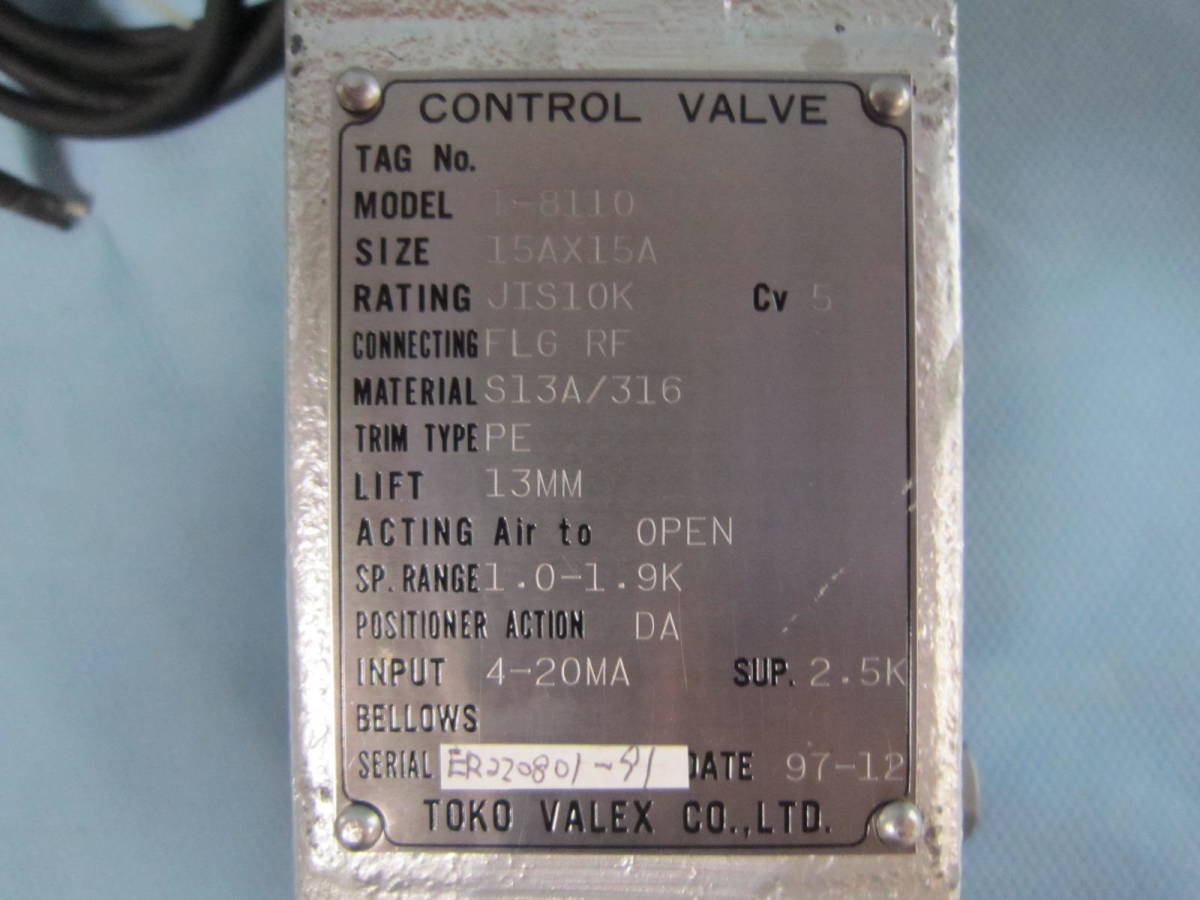 CONTROL VALVE
TAG No.
MODEL T-8110
SIZE 15AX15A
RATING JIS10K Cv 5
CONNECTING FLG RF
MATERIAL S13A/316
TRIM TYPE PE
LIFT 13MM
ACTING Air to OPEN
SP. RANGE 1.0-1.9K
POSITIONER ACTION DA
INPUT 4-20MA SUP. 2.5K
BELLOWS
SERIAL ER220801-91 DATE 97-12
TOKO VALEX CO.,LTD.